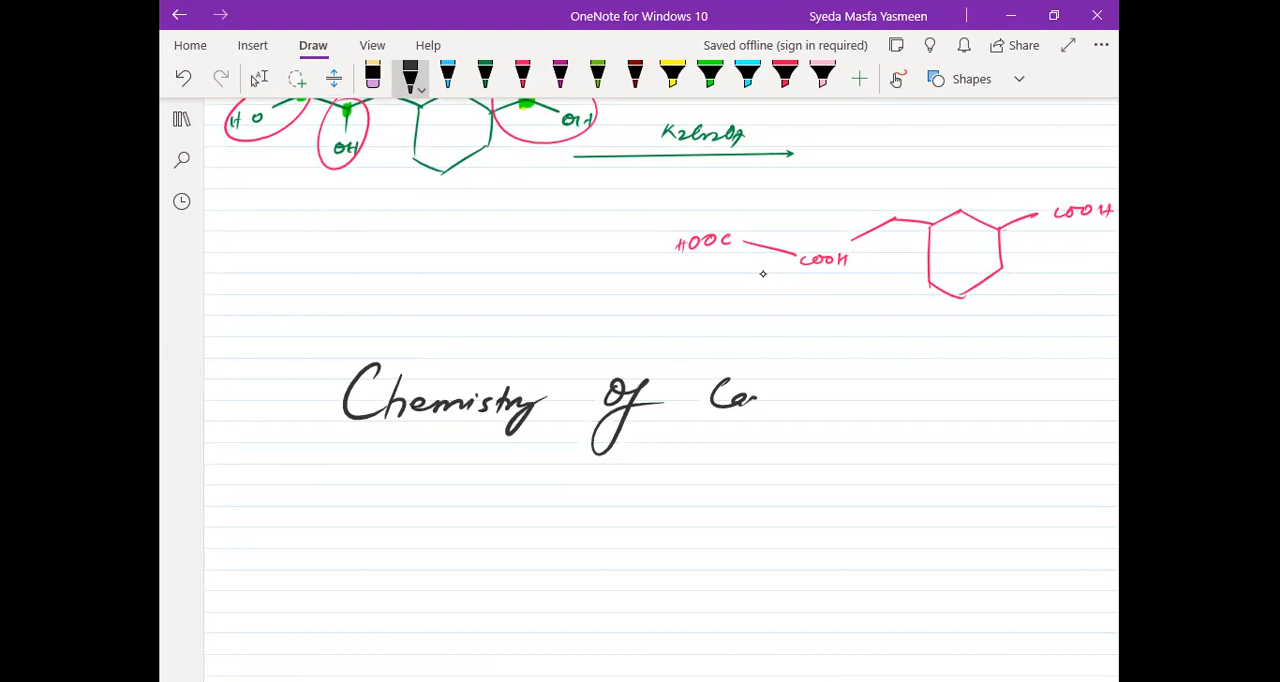 OneNote for Windows 10
Syeda Masfa Yasmeen
Home Insert Draw View Help
Saved offline (sign in required)
Share
Shapes
H O
OH
OH
K2Cr2O7
HOOC
COOH
COOH
Chemistry Of Ca